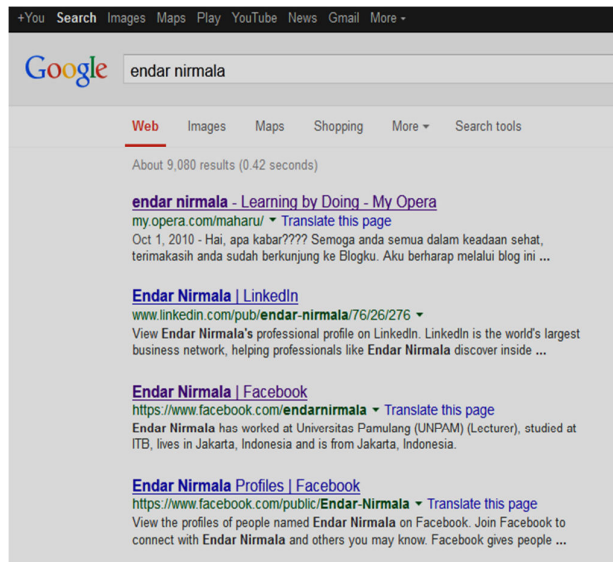 +You Search Images Maps Play YouTube News Gmail More
Google endar nirmala
Web Images Maps Shopping More Search tools
About 9,080 results (0.42 seconds)
endar nirmala - Learning by Doing - My Opera
my.opera.com/maharu/ Translate this page
Oct 1, 2010 - Hai, apa kabar???? Semoga anda semua dalam keadaan sehat,
terimakasih anda sudah berkunjung ke Blogku. Aku berharap melalui blog ini ...
Endar Nirmala | LinkedIn
www.linkedin.com/pub/endar-nirmala/76/26/276
View Endar Nirmala's professional profile on LinkedIn. LinkedIn is the world's largest
business network, helping professionals like Endar Nirmala discover inside ...
Endar Nirmala | Facebook
https://www.facebook.com/endarnirmala Translate this page
Endar Nirmala has worked at Universitas Pamulang (UNPAM) (Lecturer), studied at
ITB, lives in Jakarta, Indonesia and is from Jakarta, Indonesia.
Endar Nirmala Profiles | Facebook
https://www.facebook.com/public/Endar-Nirmala Translate this page
View the profiles of people named Endar Nirmala on Facebook. Join Facebook to
connect with Endar Nirmala and others you may know. Facebook gives people ...